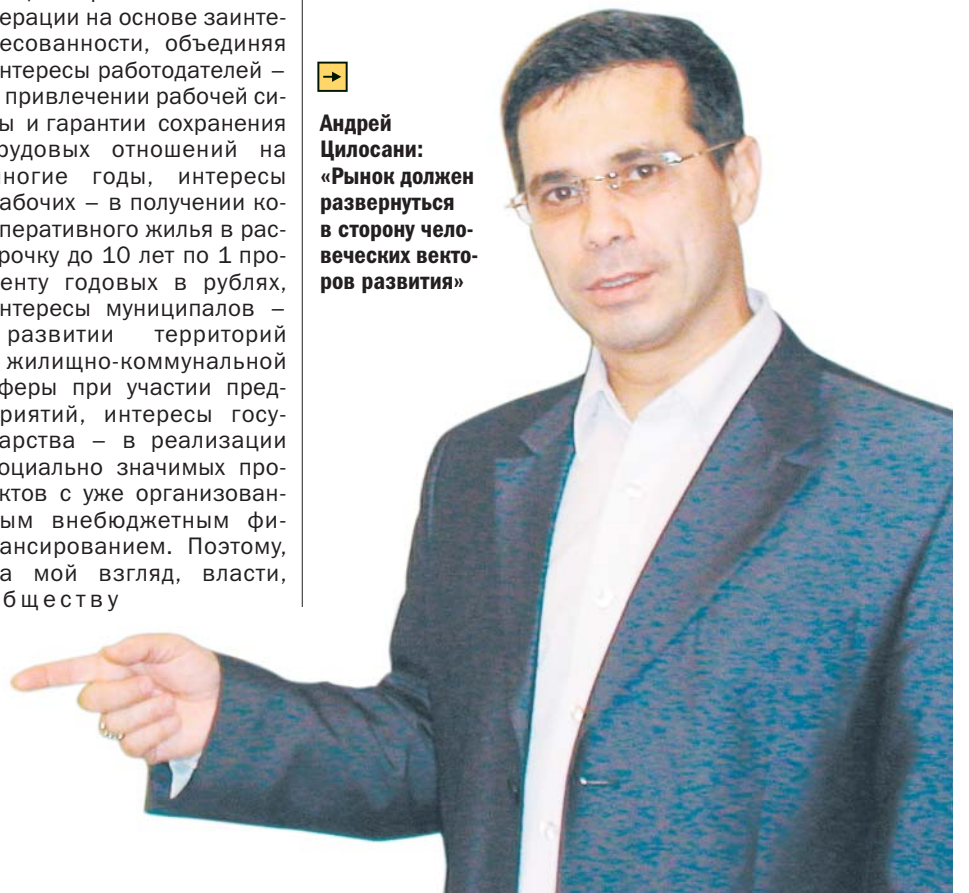 ерации на основе заинте-
есованности, объединяя
нтересы работодателей –
привлечении рабочей си-
ы и гарантии сохранения
рудовых отношений на
ногие годы, интересы
абочих – в получении ко-
перативного жилья в рас-
рочку до 10 лет по 1 про-
енту годовых в рублях,
нтересы муниципалов –
развитии территорий
жилищно-коммунальной
феры при участии пред-
риятий, интересы госу-
арства – в реализации
оциально значимых про-
ктов с уже организован-
ым внебюджетным фи-
ансированием. Поэтому,
а мой взгляд, власти,
бществу
Андрей
Цилосани:
«Рынок должен
развернуться
в сторону чело-
веческих векто-
ров развития»